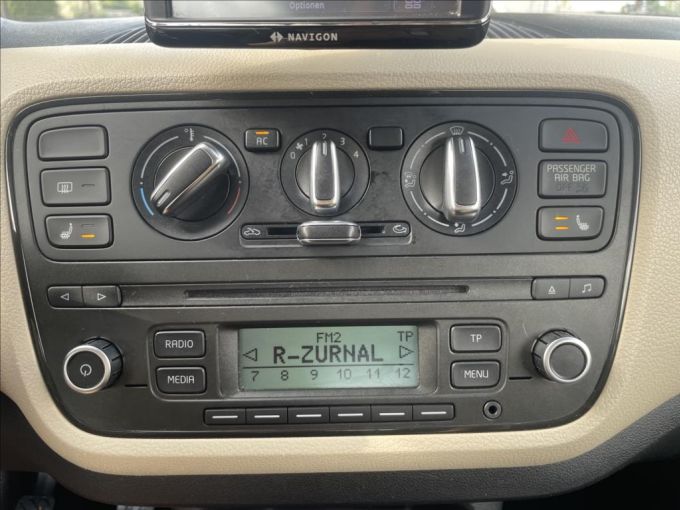 Optionen
NAVIGON
AC
0 2 3 4
PASSENGER
AIR BAG
OFF
RADIO
MEDIA
FM2 TP
R-ZURNAL
7 8 9 10 11 12
TP
MENU